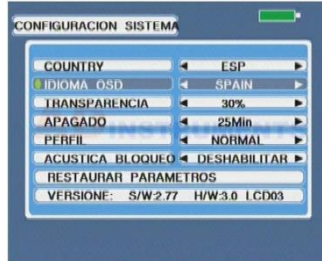 CONFIGURACION SISTEMA
COUNTRY ESP
IDIOMA OSD SPAIN
TRANSPARENCIA 30%
APAGADO 25Min
PERFIL NORMAL
ACUSTICA BLOQUEO DESHABILITAR
RESTAURAR PARAMETROS
VERSIONE: S/W:2.77 H/W:3.0 LCD03